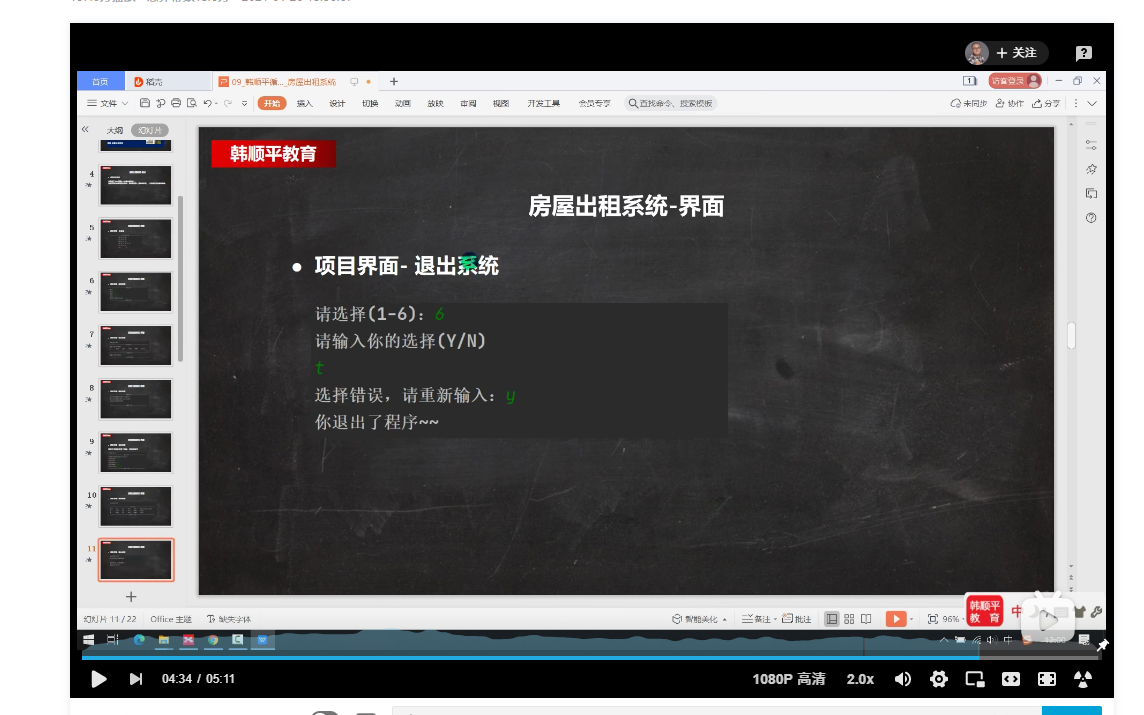 + 关注
首页
稻壳
09_韩顺平循..._房屋出租系统
+
访客登录
文件
开始
插入
设计
切换
动画
放映
审阅
视图
开发工具
会员专享
查找命令、搜索模板
未同步
协作
分享
大纲
幻灯片
韩顺平教育
房屋出租系统-界面
• 项目界面- 退出系统
请选择(1-6): 6
请输入你的选择(Y/N)
t
选择错误，请重新输入: y
你退出了程序~~
4
5
6
7
8
9
10
11
幻灯片 11 / 22
Office 主题
缺失字体
智能美化
备注
批注
96%
韩顺平
教 育
中
中
04:34 / 05:11
1080P 高清
2.0x